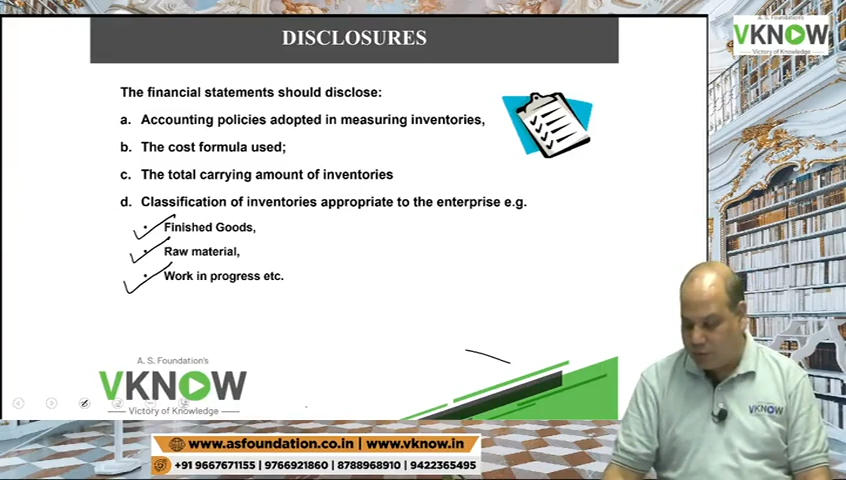 DISCLOSURES
A. S. Foundation's
VKNOW
Victory of Knowledge
The financial statements should disclose:
a. Accounting policies adopted in measuring inventories,
b. The cost formula used;
c. The total carrying amount of inventories
d. Classification of inventories appropriate to the enterprise e.g.
• Finished Goods,
• Raw material,
• Work in progress etc.
A. S. Foundation's
VKNOW
Victory of Knowledge
VKNOW
www.asfoundation.co.in | www.vknow.in
+91 9667671155 | 9766921860 | 8788968910 | 9422365495